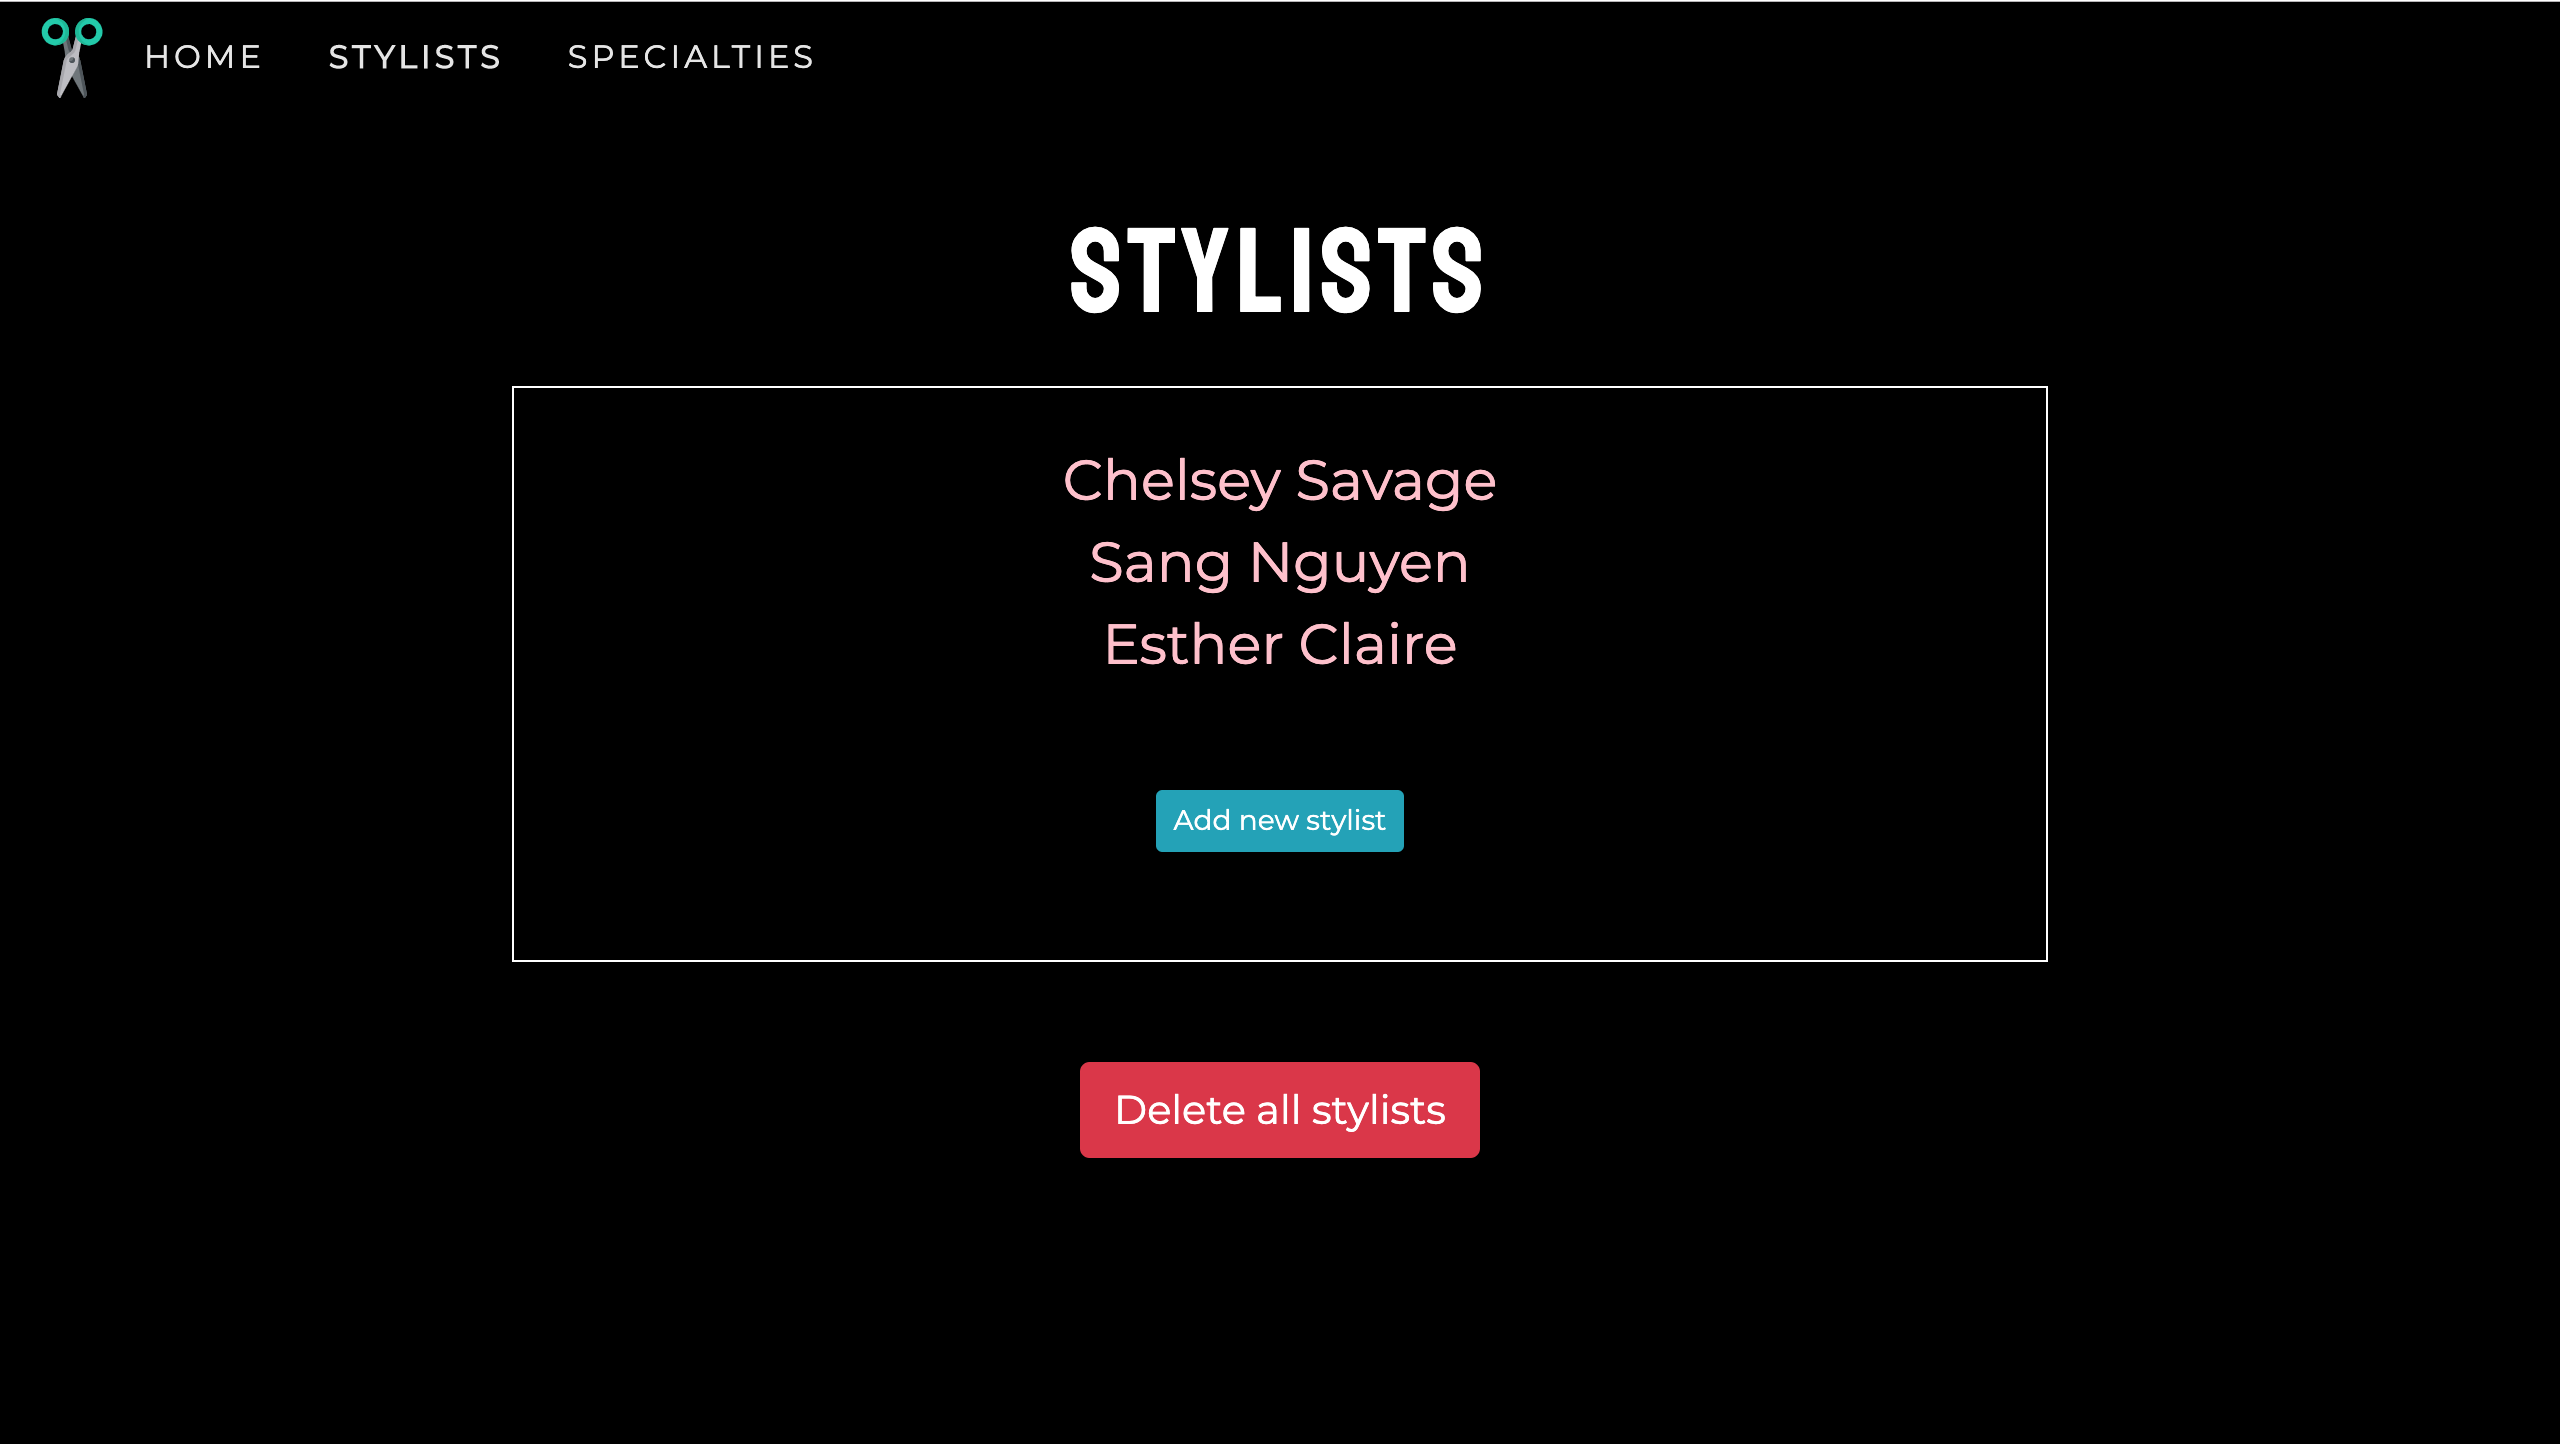 HOME STYLISTS SPECIALTIES
STYLISTS
Chelsey Savage
Sang Nguyen
Esther Claire
Add new stylist
Delete all stylists